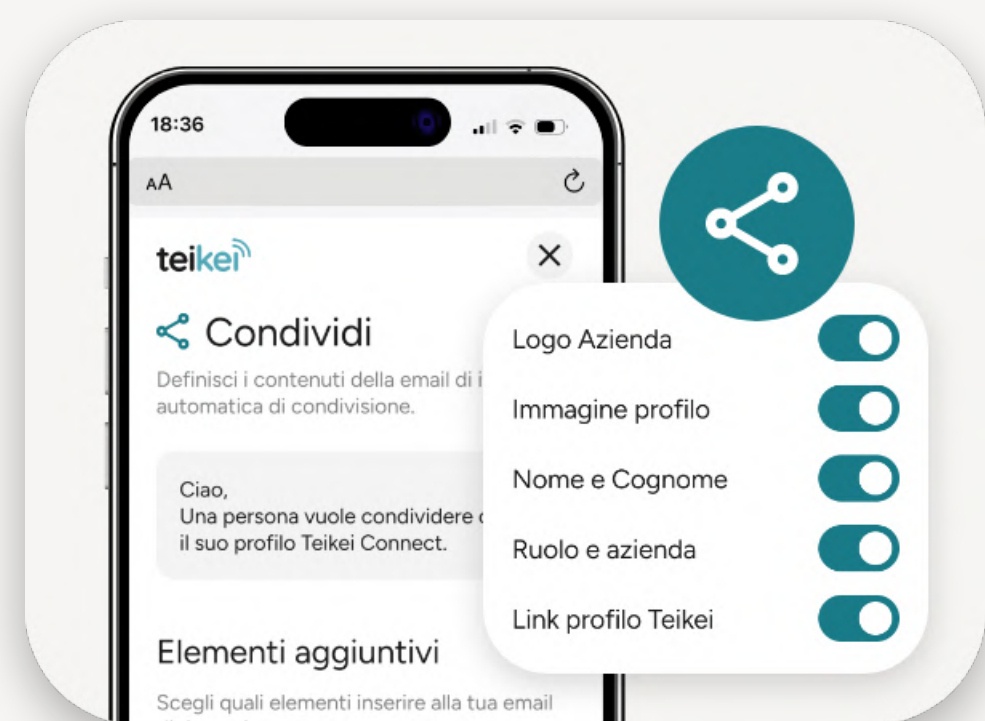 18:36
AA
teikei
Condividi
Definisci i contenuti della email di
automatica di condivisione.
Ciao,
Una persona vuole condividere
il suo profilo Teikei Connect.
Elementi aggiuntivi
Scegli quali elementi inserire alla tua email
Logo Azienda
Immagine profilo
Nome e Cognome
Ruolo e azienda
Link profilo Teikei